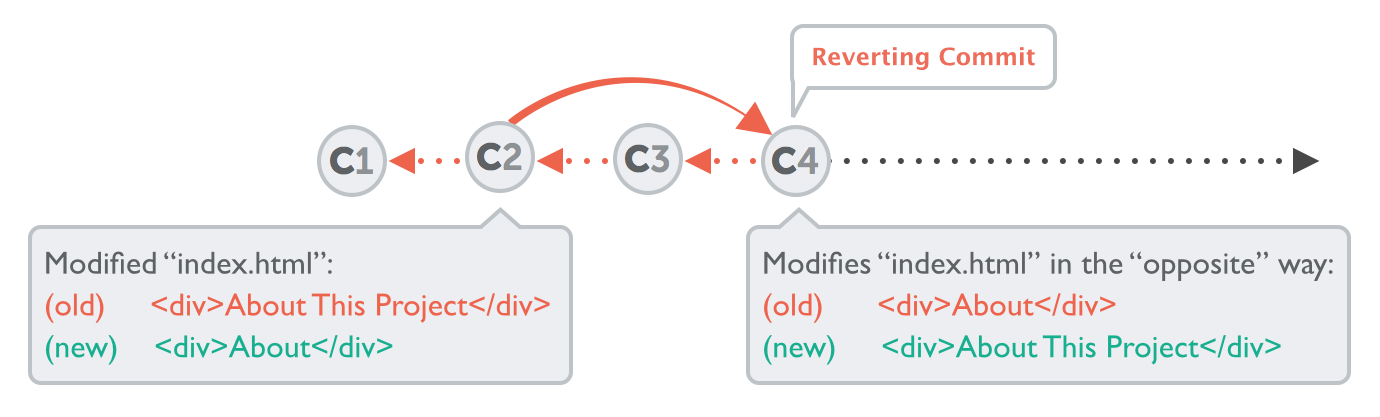 Reverting Commit
C1
C2
C3
C4
Modified “index.html”:
(old) <div>About This Project</div>
(new) <div>About</div>
Modifies “index.html” in the “opposite” way:
(old) <div>About</div>
(new) <div>About This Project</div>